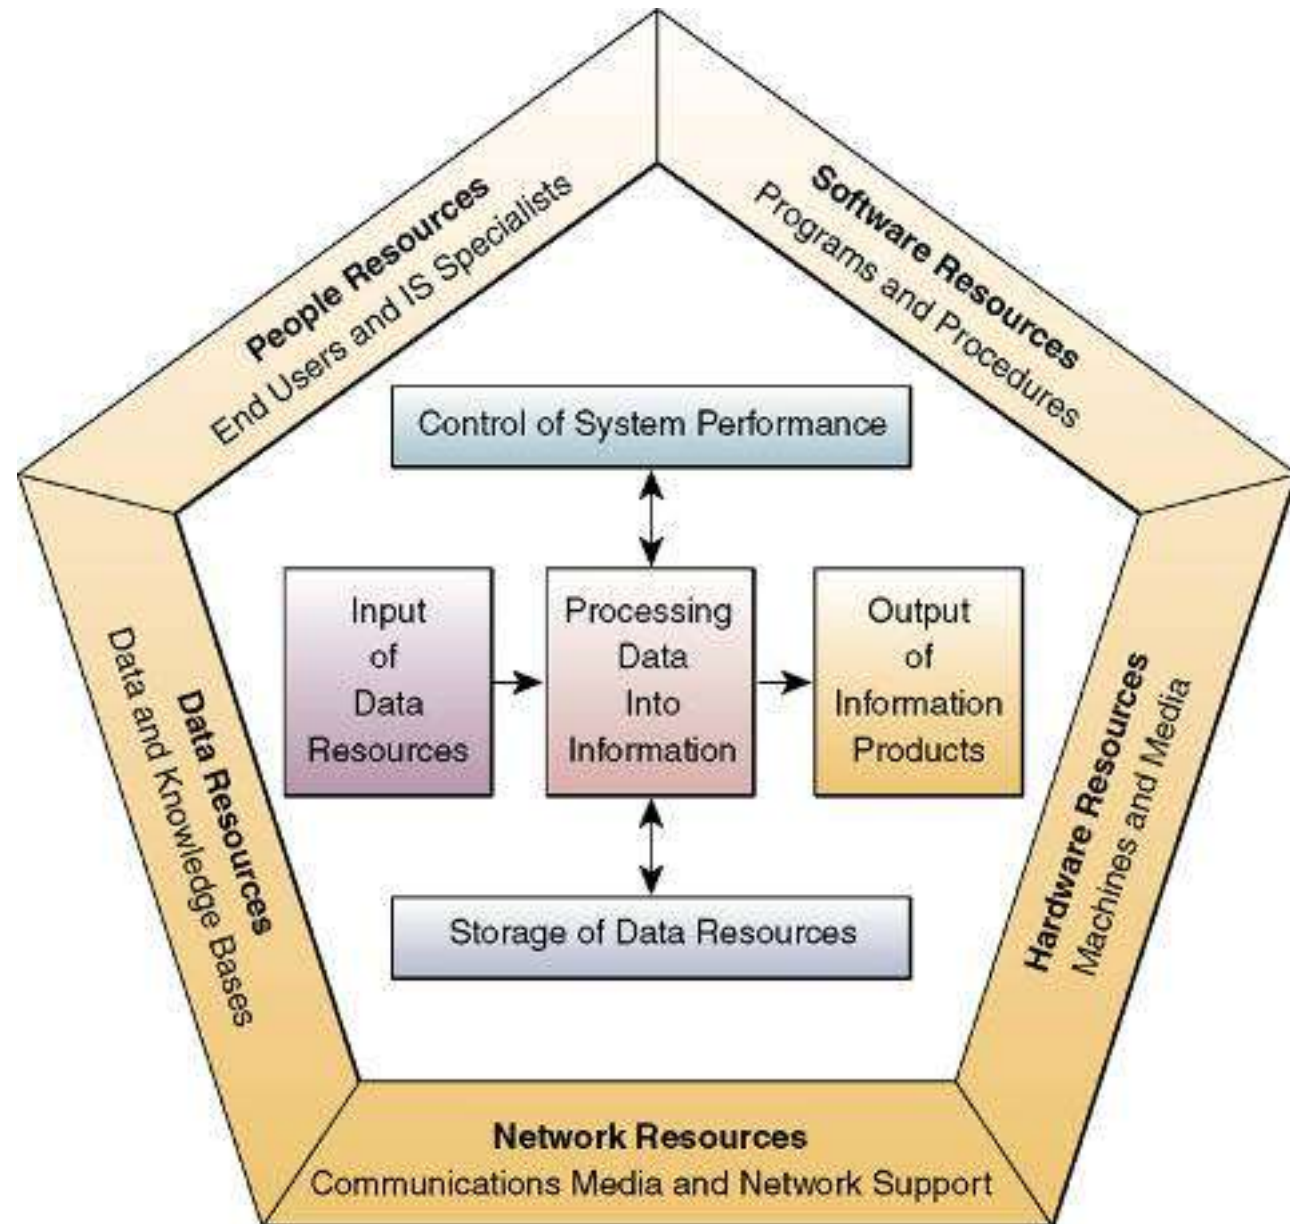 People Resources
End Users and IS Specialists
Software Resources
Programs and Procedures
Control of System Performance
Input
of
Data
Resources
Processing
Data
Into
Information
Output
of
Information
Products
Storage of Data Resources
Data Resources
Data and Knowledge Bases
Hardware Resources
Machines and Media
Network Resources
Communications Media and Network Support